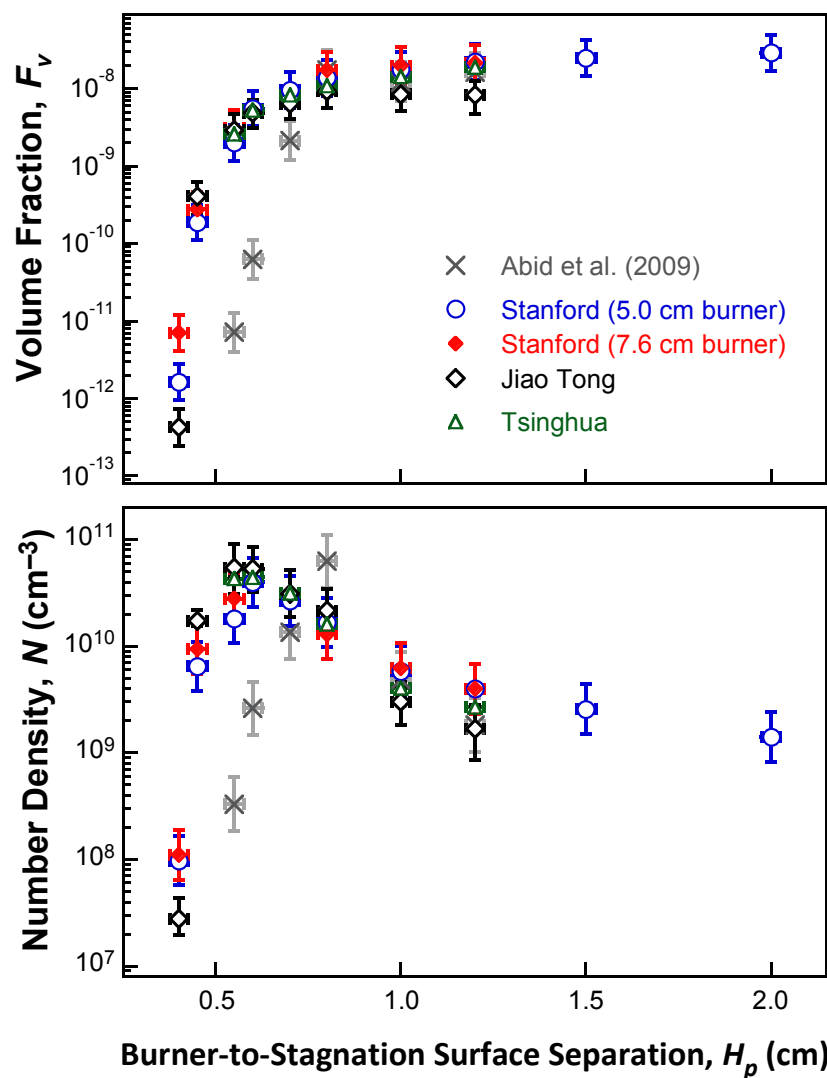 Volume Fraction, Fᵥ
10⁻⁸
10⁻⁹
10⁻¹⁰
10⁻¹¹
10⁻¹²
10⁻¹³
Abid et al. (2009)
Stanford (5.0 cm burner)
Stanford (7.6 cm burner)
Jiao Tong
Tsinghua
Number Density, N (cm⁻³)
10¹¹
10¹⁰
10⁹
10⁸
10⁷
0.5 1.0 1.5 2.0
Burner-to-Stagnation Surface Separation, Hₚ (cm)